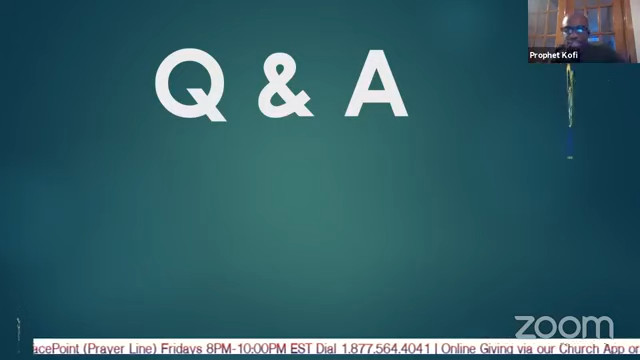 Prophet Kofi
Q & A
zoom
acePoint (Prayer Line) Fridays 8PM-10:00PM EST Dial 1.877.564.4041 | Online Giving via our Church App or